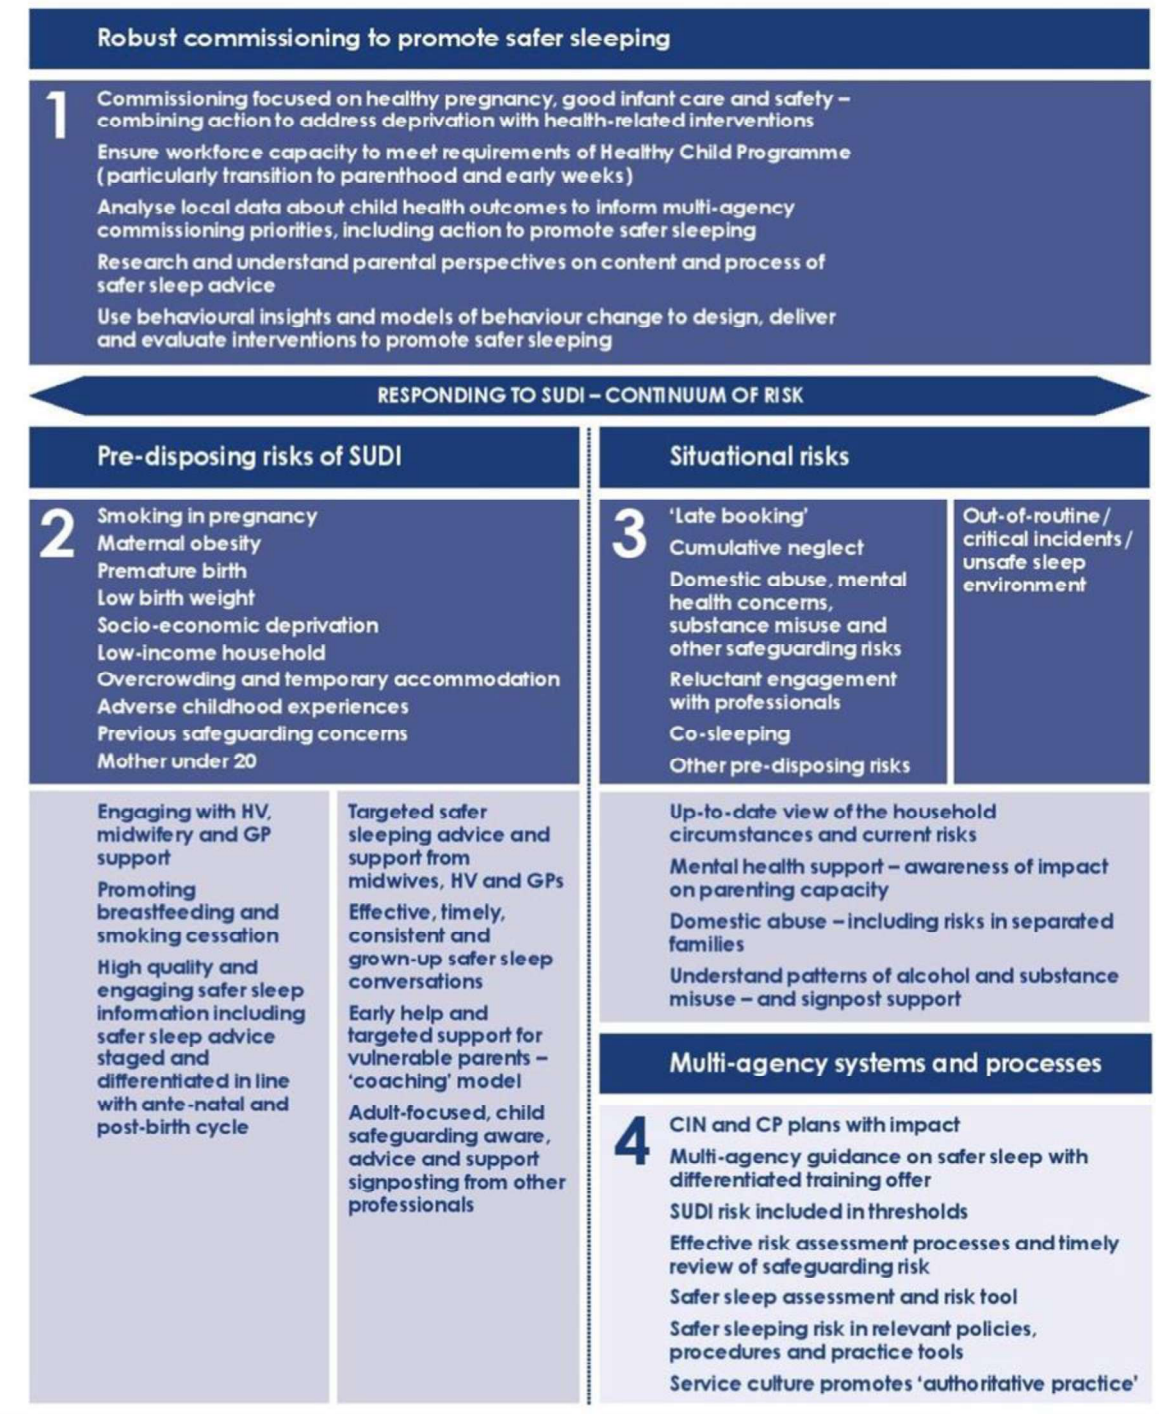 Robust commissioning to promote safer sleeping
1
Commissioning focused on healthy pregnancy, good infant care and safety –
combining action to address deprivation with health-related interventions
Ensure workforce capacity to meet requirements of Healthy Child Programme
(particularly transition to parenthood and early weeks)
Analyse local data about child health outcomes to inform multi-agency
commissioning priorities, including action to promote safer sleeping
Research and understand parental perspectives on content and process of
safer sleep advice
Use behavioural insights and models of behaviour change to design, deliver
and evaluate interventions to promote safer sleeping
RESPONDING TO SUDI – CONTINUUM OF RISK
Pre-disposing risks of SUDI
2
Smoking in pregnancy
Maternal obesity
Premature birth
Low birth weight
Socio-economic deprivation
Low-income household
Overcrowding and temporary accommodation
Adverse childhood experiences
Previous safeguarding concerns
Mother under 20
Engaging with HV,
midwifery and GP
support
Promoting
breastfeeding and
smoking cessation
High quality and
engaging safer sleep
information including
safer sleep advice
staged and
differentiated in line
with ante-natal and
post-birth cycle
Targeted safer
sleeping advice and
support from
midwives, HV and GPs
Effective, timely,
consistent and
grown-up safer sleep
conversations
Early help and
targeted support for
vulnerable parents –
‘coaching’ model
Adult-focused, child
safeguarding aware,
advice and support
signposting from other
professionals
Situational risks
3
‘Late booking’
Cumulative neglect
Domestic abuse, mental
health concerns,
substance misuse and
other safeguarding risks
Reluctant engagement
with professionals
Co-sleeping
Other pre-disposing risks
Out-of-routine/
critical incidents/
unsafe sleep
environment
Up-to-date view of the household
circumstances and current risks
Mental health support – awareness of impact
on parenting capacity
Domestic abuse – including risks in separated
families
Understand patterns of alcohol and substance
misuse – and signpost support
Multi-agency systems and processes
4
CIN and CP plans with impact
Multi-agency guidance on safer sleep with
differentiated training offer
SUDI risk included in thresholds
Effective risk assessment processes and timely
review of safeguarding risk
Safer sleep assessment and risk tool
Safer sleeping risk in relevant policies,
procedures and practice tools
Service culture promotes ‘authoritative practice’